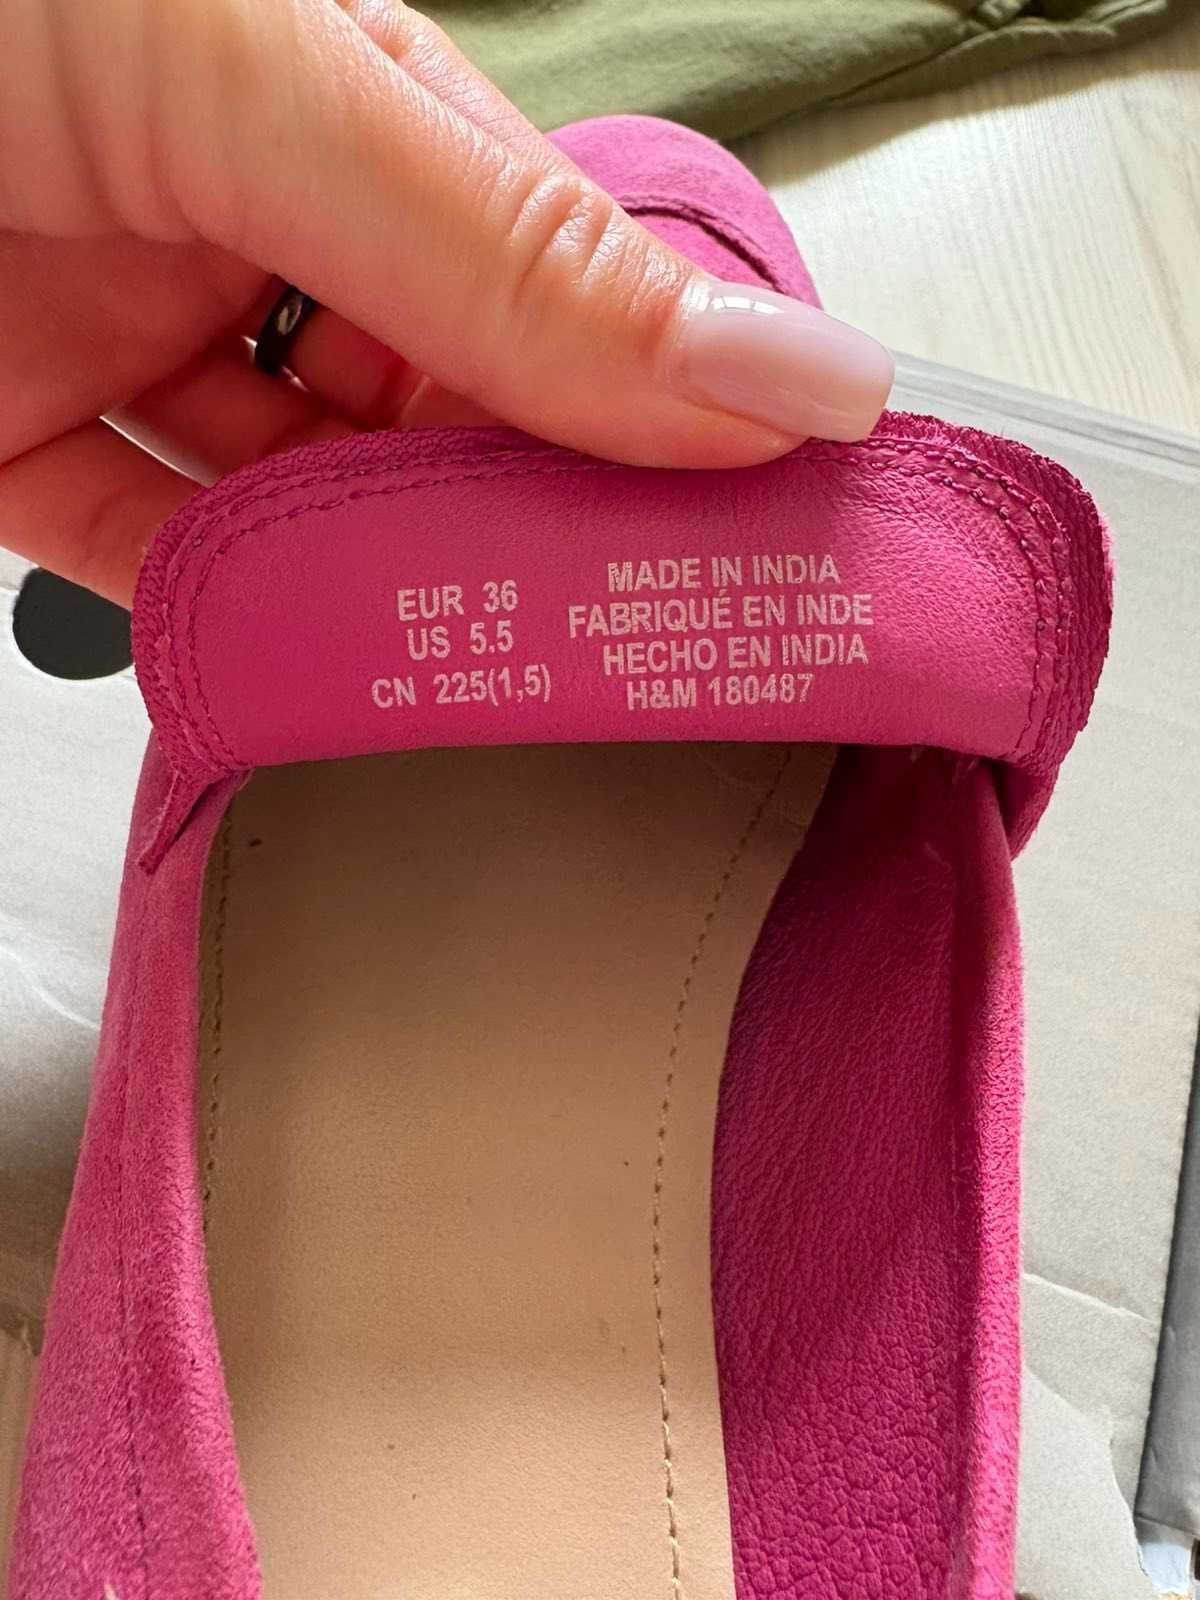 EUR 36
US 5.5
CN 225(1,5)
MADE IN INDIA
FABRIQUÉ EN INDE
HECHO EN INDIA
H&M 180487